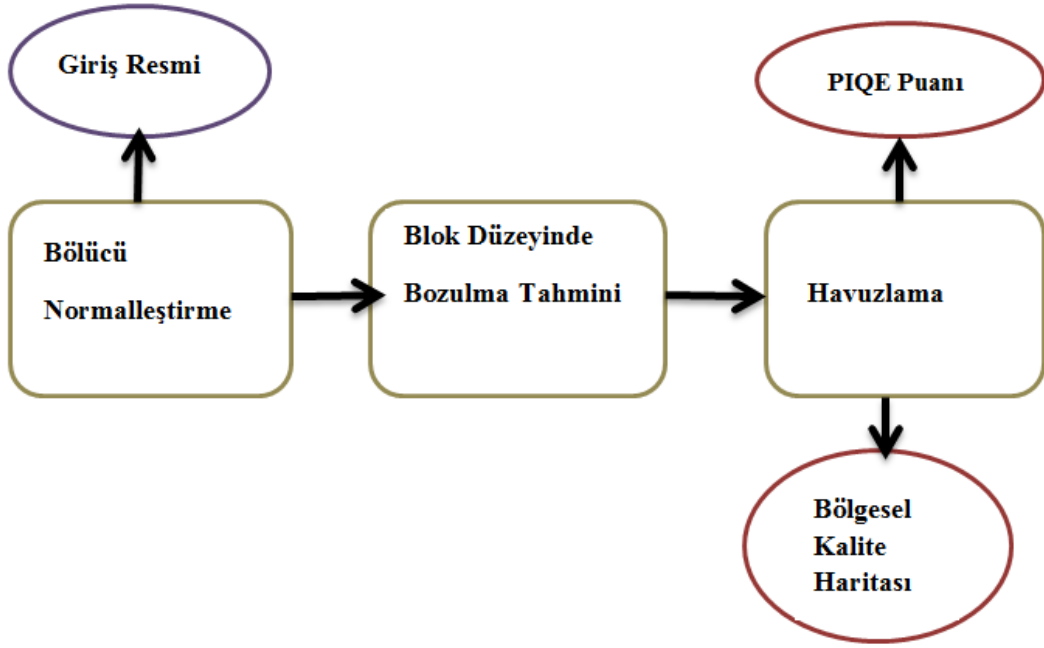 Giriş Resmi
PIQE Puanı
Bölücü
Normalleştirme
Blok Düzeyinde
Bozulma Tahmini
Havuzlama
Bölgesel
Kalite
Haritası